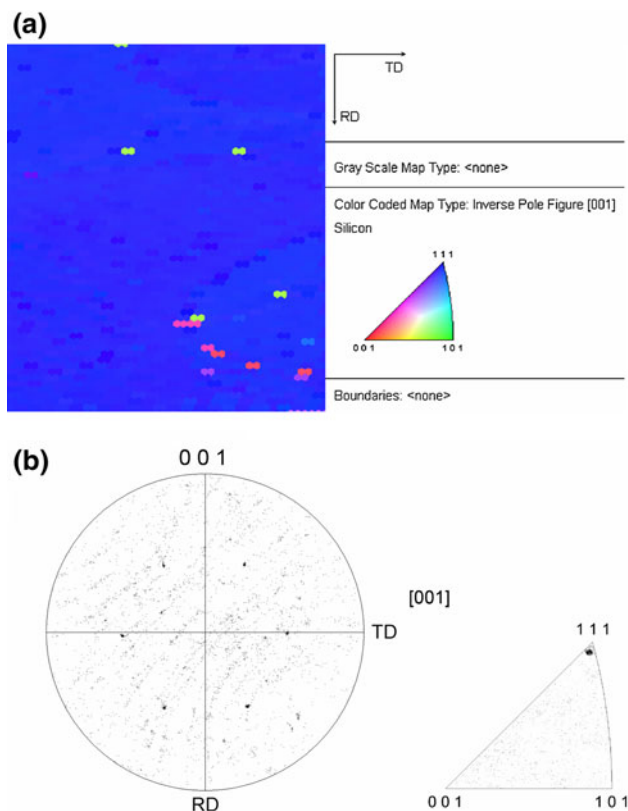 (a)
TD
RD
Gray Scale Map Type: <none>
Color Coded Map Type: Inverse Pole Figure [001]
Silicon
1 1 1
0 0 1
1 0 1
Boundaries: <none>
(b)
0 0 1
TD
RD
[001]
1 1 1
0 0 1
1 0 1